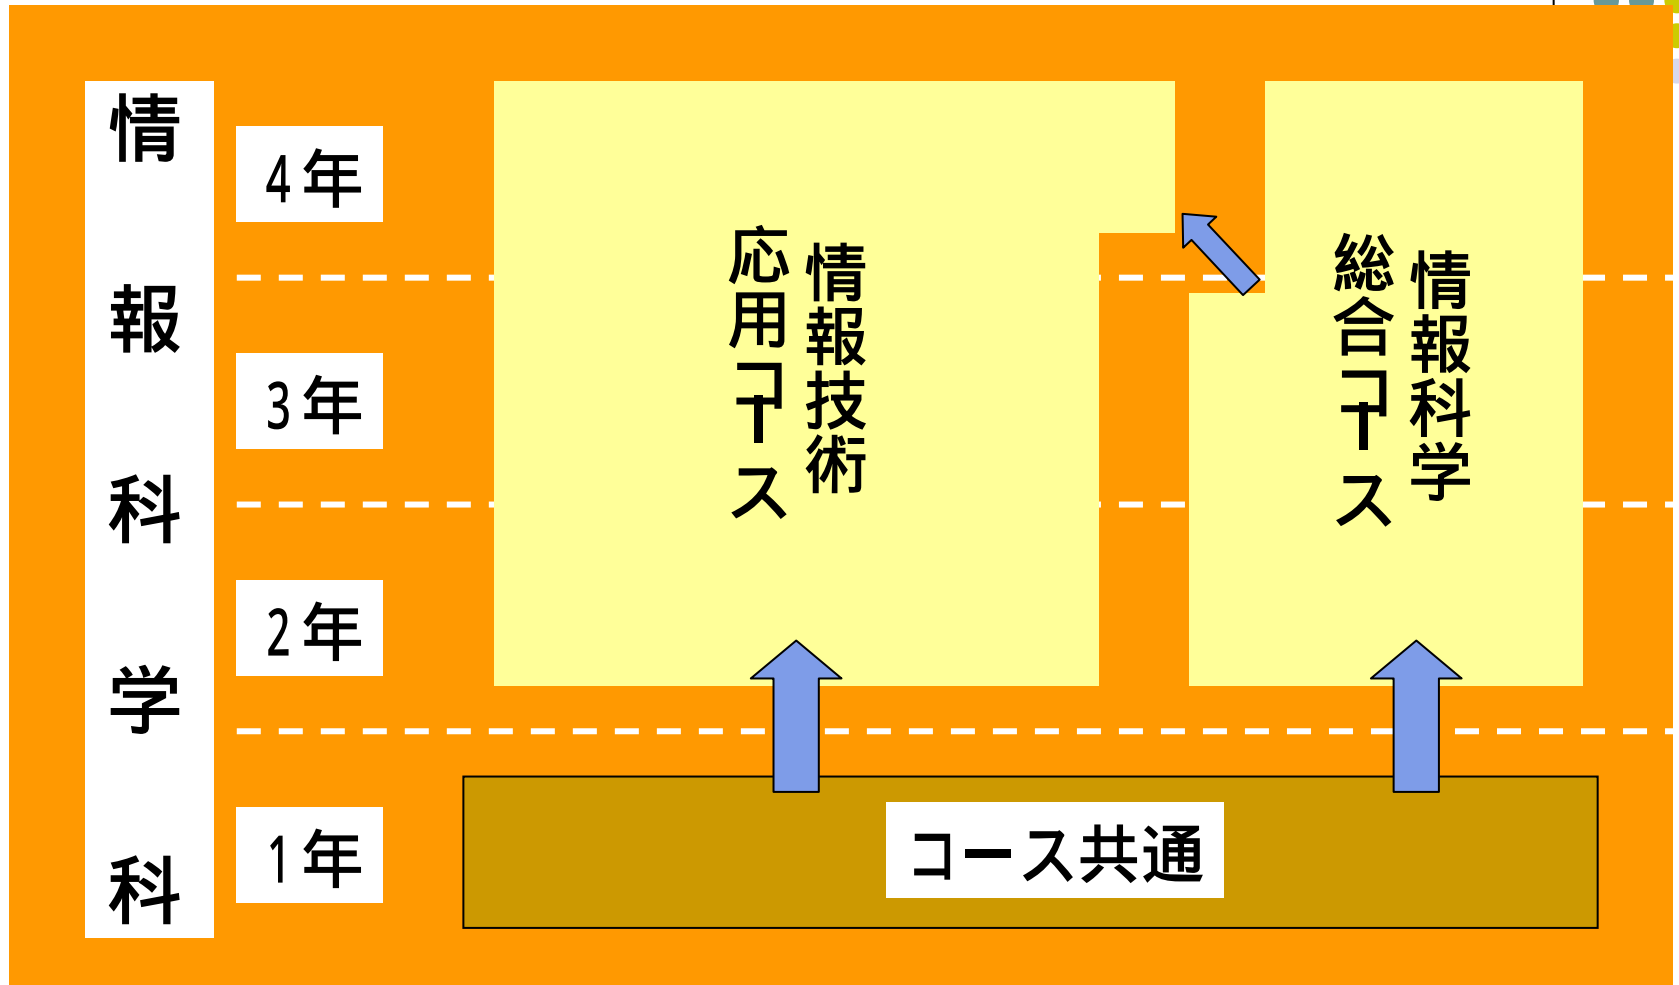 情報科学科
4年
3年
2年
1年
情報技術
応用コース
情報科学
総合コース
コース共通